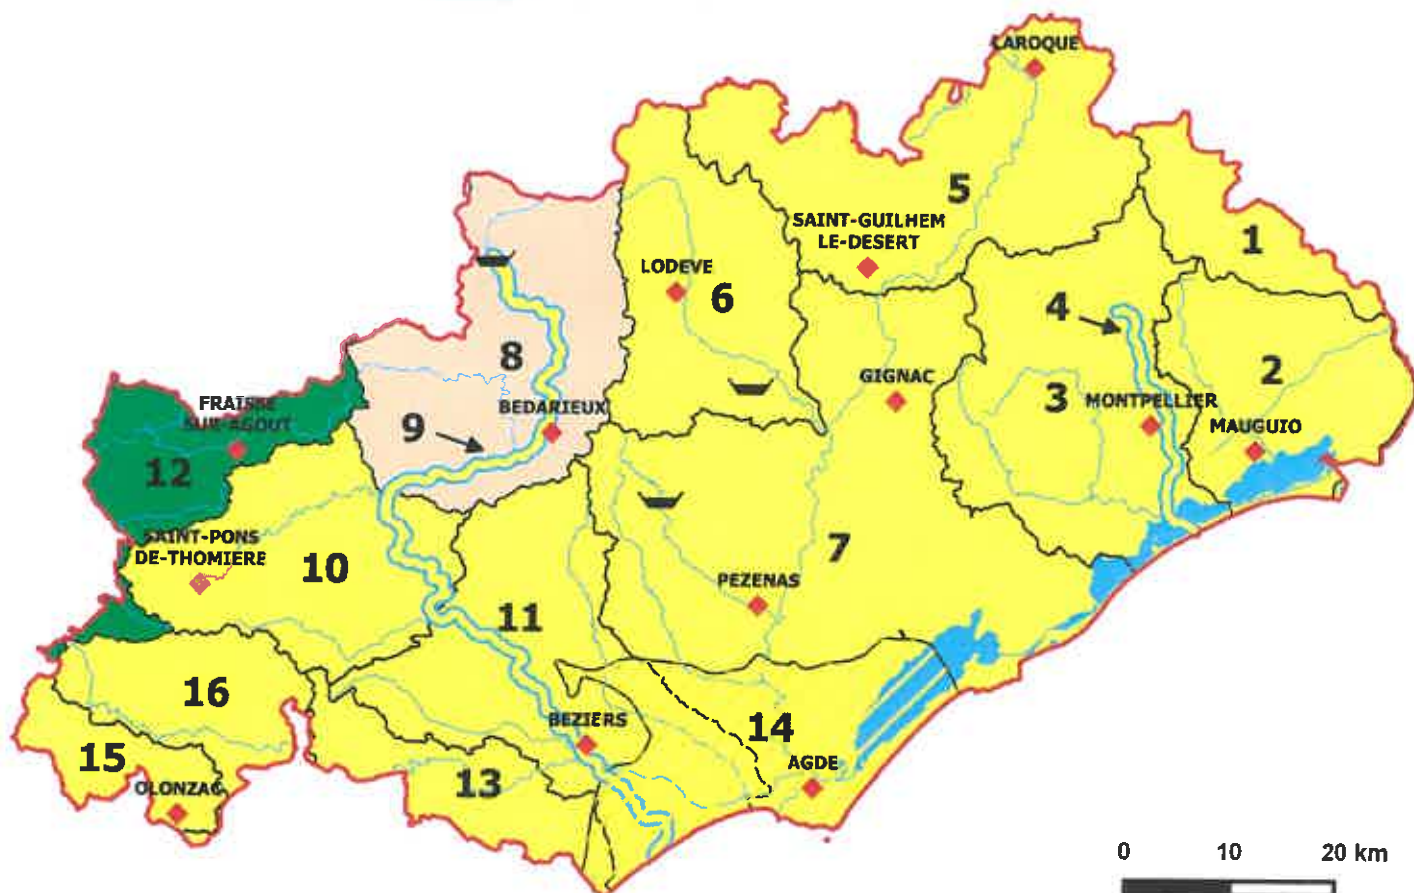 LAROQUE
5
SAINT-GUILHEM
LE-DESERT
1
LODEVE
6
4
8
GIGNAC
2
FRAISSE
SUR-AGOUT
BEDARIEUX
3
MONTPELLIER
9
MAUGUIO
12
SAINT-PONS
DE-THOMIERE
10
7
PEZENAS
11
16
BEZIERS
14
15
AGDE
OLONZAC
13
0 10 20 km